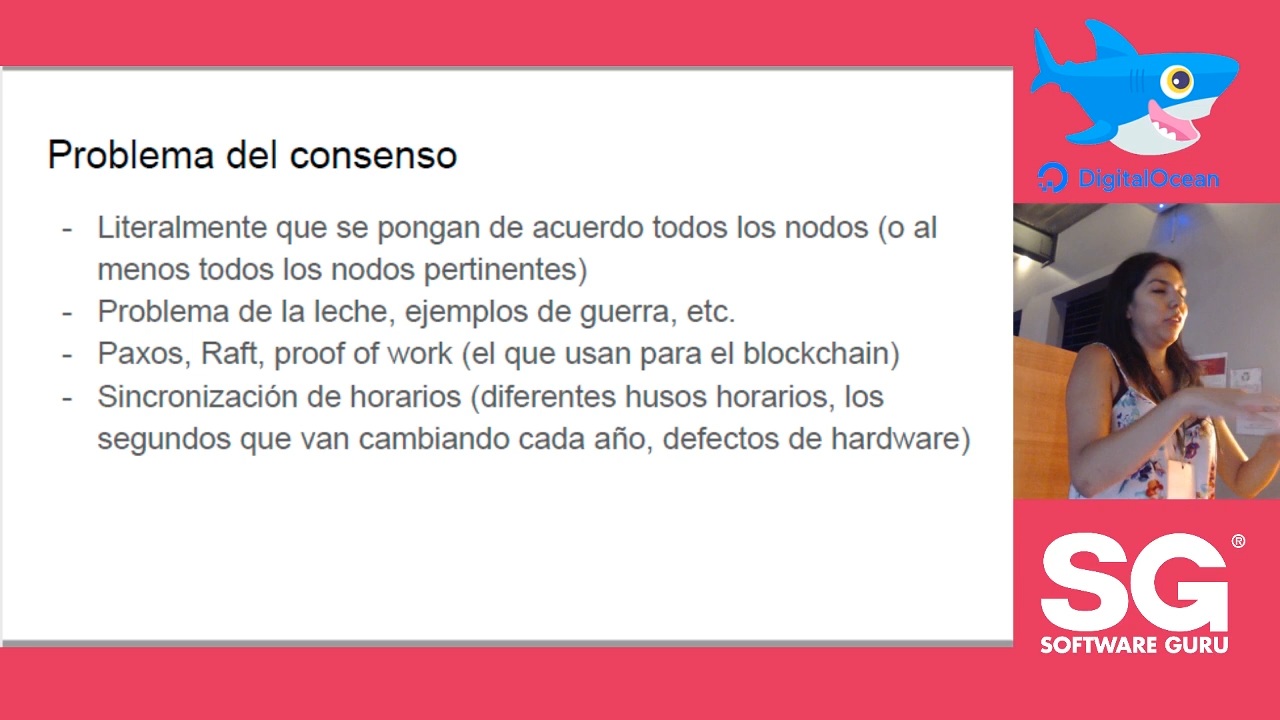 Problema del consenso
- Literalmente que se pongan de acuerdo todos los nodos (o al
menos todos los nodos pertinentes)
- Problema de la leche, ejemplos de guerra, etc.
- Paxos, Raft, proof of work (el que usan para el blockchain)
- Sincronización de horarios (diferentes husos horarios, los
segundos que van cambiando cada año, defectos de hardware)
DigitalOcean
SG®
SOFTWARE GURU